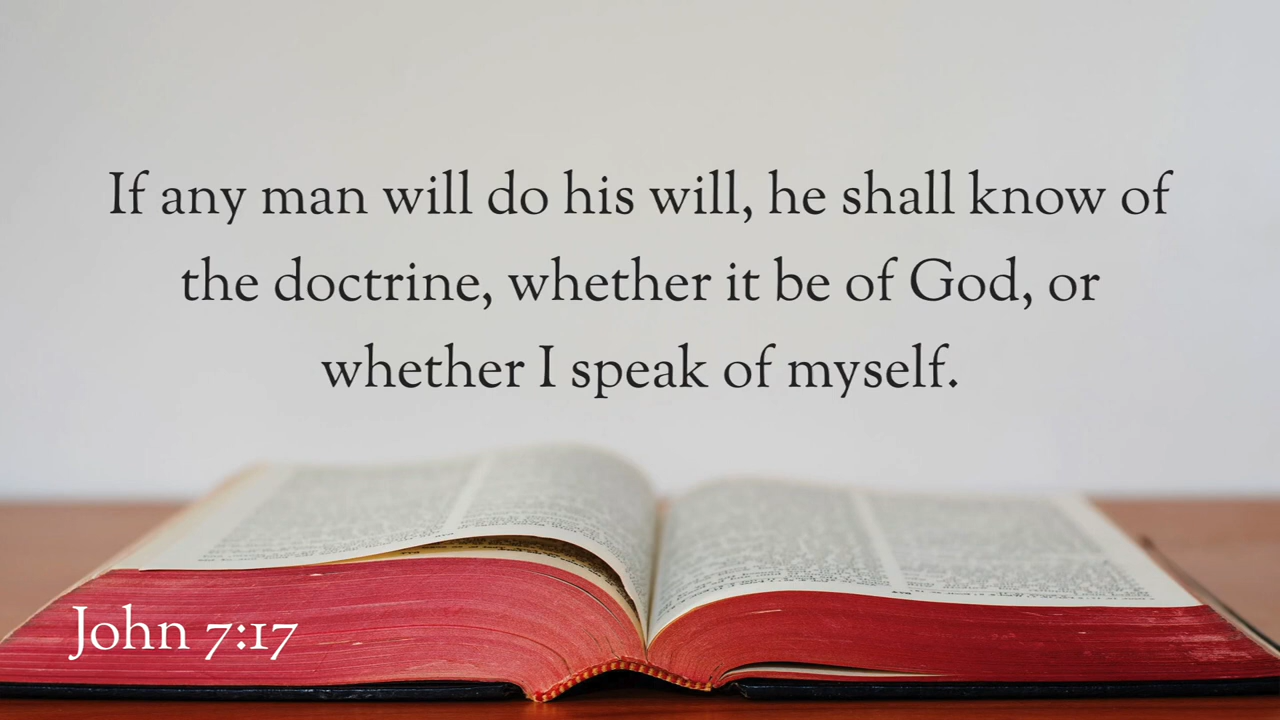 If any man will do his will, he shall know of
the doctrine, whether it be of God, or
whether I speak of myself.
John 7:17